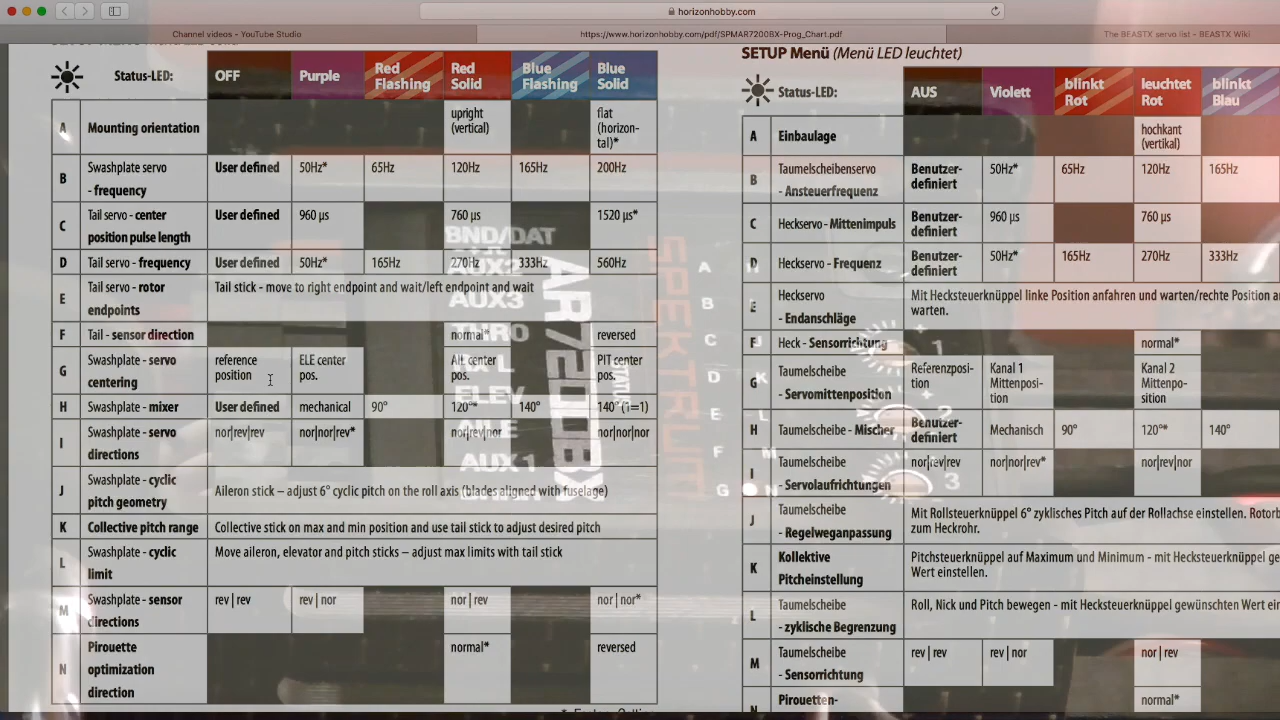 horizonhobby.com
Channel videos - YouTube Studio
https://www.horizonhobby.com/pdf/SPMAR7200BX-Prog_Chart.pdf
The BEASTX servo list - BEASTX Wiki
Status-LED: OFF Purple Red Flashing Red Solid Blue Flashing Blue Solid
A Mounting orientation upright (vertical) flat (horizon-tal)*
B Swashplate servo - frequency User defined 50Hz* 65Hz 120Hz 165Hz 200Hz
C Tail servo - center position pulse length User defined 960 µs 760 µs 1520 µs*
D Tail servo - frequency User defined 50Hz* 165Hz 270Hz 333Hz 560Hz
E Tail servo - rotor endpoints Tail stick - move to right endpoint and wait/left endpoint and wait
F Tail - sensor direction normal* reversed
G Swashplate - servo centering reference position ELE center pos. AIL center pos. PIT center pos.
H Swashplate - mixer User defined mechanical 90° 120°* 140° 140° (1=1)
I Swashplate - servo directions nor|rev|rev nor|nor|rev* nor|rev|nor nor|nor|nor
J Swashplate - cyclic pitch geometry Aileron stick – adjust 6° cyclic pitch on the roll axis (blades aligned with fuselage)
K Collective pitch range Collective stick on max and min position and use tail stick to adjust desired pitch
L Swashplate - cyclic limit Move aileron, elevator and pitch sticks – adjust max limits with tail stick
M Swashplate - sensor directions rev | rev rev | nor nor | rev nor | nor*
N Pirouette optimization direction normal* reversed
SETUP Menü (Menü LED leuchtet)
Status-LED: AUS Violett blinkt Rot leuchtet Rot blinkt Blau
A Einbaulage hochkant (vertikal)
B Taumelscheibenservo - Ansteuerfrequenz Benutzer-definiert 50Hz* 65Hz 120Hz 165Hz
C Heckservo - Mittenimpuls Benutzer-definiert 960 µs 760 µs
D Heckservo - Frequenz Benutzer-definiert 50Hz* 165Hz 270Hz 333Hz
E Heckservo - Endanschläge Mit Hecksteuerknüppel linke Position anfahren und warten/rechte Position a warten.
F Heck - Sensorrichtung normal*
G Taumelscheibe - Servomittenposition Referenzposi-tion Kanal 1 Mittenposi-tion Kanal 2 Mittenpo-sition
H Taumelscheibe - Mischer Benutzer-definiert Mechanisch 90° 120°* 140°
I Taumelscheibe - Servolaufrichtungen nor|rev|rev nor|nor|rev* nor|rev|nor
J Taumelscheibe - Regelweganpassung Mit Rollsteuerknüppel 6° zyklisches Pitch auf der Rollachse einstellen. Rotorb zum Heckrohr.
K Kollektive Pitcheinstellung Pitchsteuerknüppel auf Maximum und Minimum - mit Hecksteuerknüppel ge Wert einstellen.
L Taumelscheibe - zyklische Begrenzung Roll, Nick und Pitch bewegen - mit Hecksteuerknüppel gewünschten Wert ein
M Taumelscheibe - Sensorrichtung rev | rev rev | nor nor | rev
N Pirouetten- normal*
BND/DAT
AUX2
AUX3
THRO
ELEV
AUX 1
AR7200BX
STATUS
SPEKTRUM
A H
B
C
D K
E L
F M
G N
+ 1
+ 2
+ 3